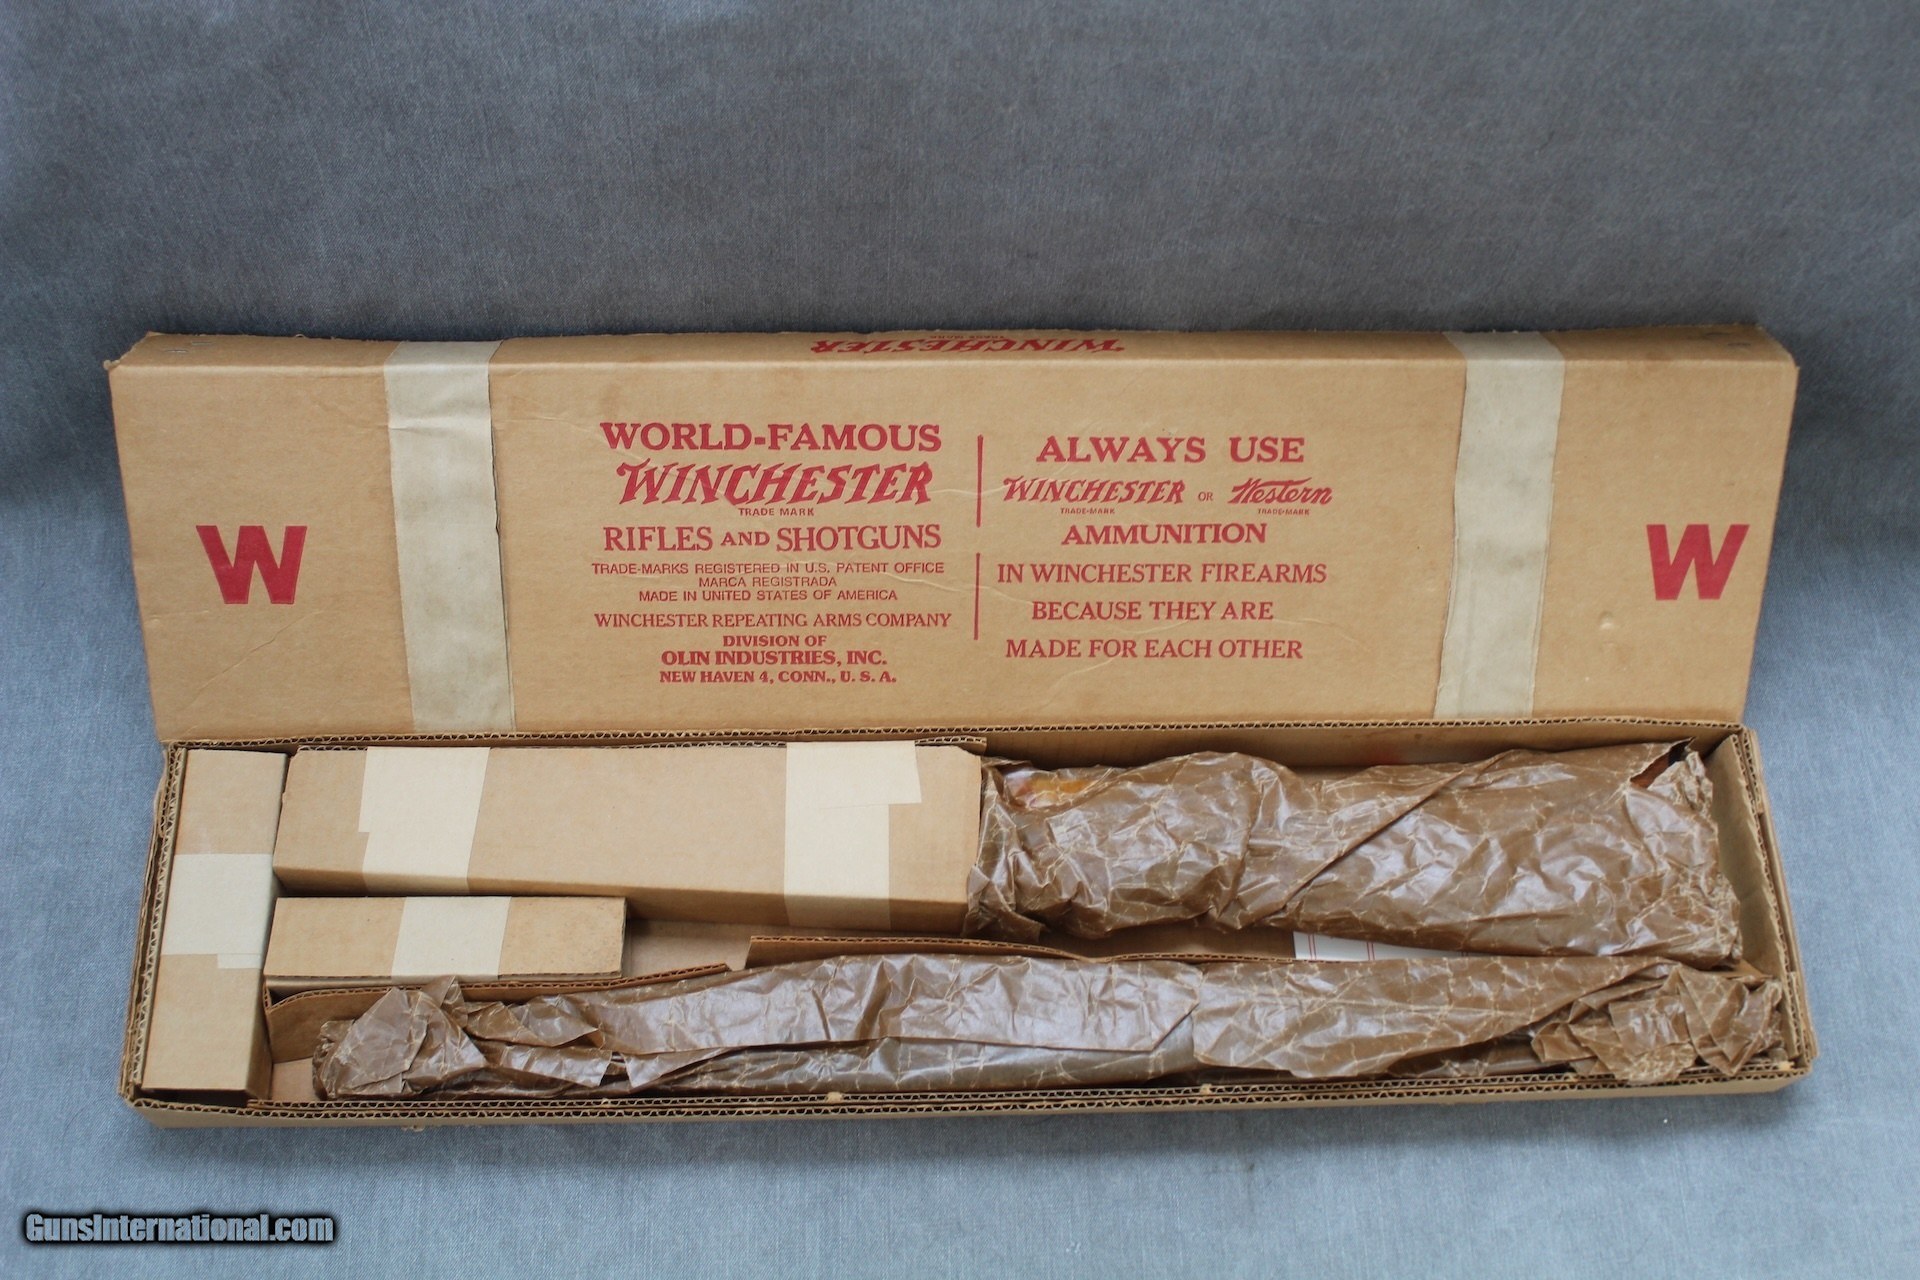 WINCHESTER
TRADE MARK
WORLD-FAMOUS
WINCHESTER
TRADE MARK
RIFLES AND SHOTGUNS
TRADE-MARKS REGISTERED IN U.S. PATENT OFFICE
MARCA REGISTRADA
MADE IN UNITED STATES OF AMERICA
WINCHESTER REPEATING ARMS COMPANY
DIVISION OF
OLIN INDUSTRIES, INC.
NEW HAVEN 4, CONN., U. S. A.
ALWAYS USE
WINCHESTER OR Western
TRADE-MARK TRADE-MARK
AMMUNITION
IN WINCHESTER FIREARMS
BECAUSE THEY ARE
MADE FOR EACH OTHER
W
W
GunsInternational.com